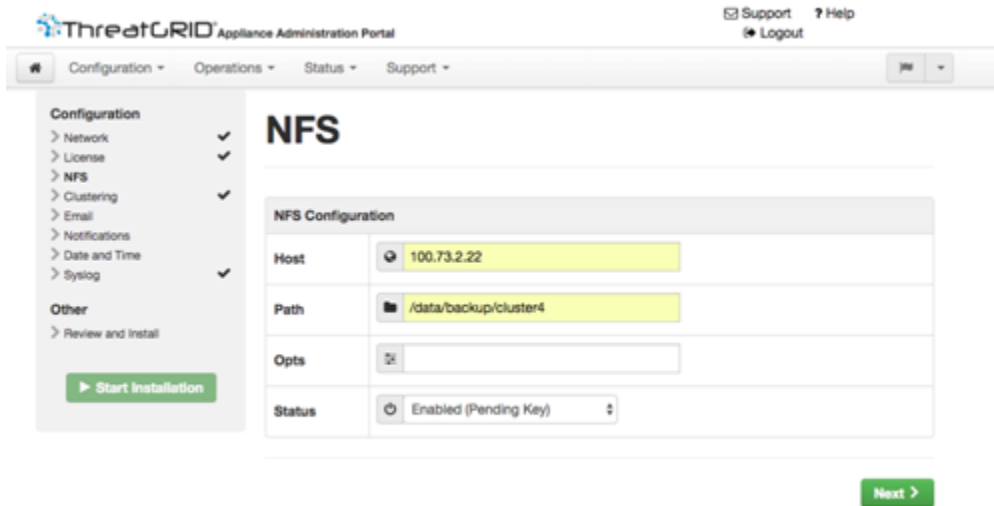 ThreatGRID Appliance Administration Portal
Support ? Help
Logout
Configuration Operations Status Support
Configuration
Network
License
NFS
Clustering
Email
Notifications
Date and Time
Syslog
Other
Review and Install
Start Installation
NFS
NFS Configuration
Host 100.73.2.22
Path /data/backup/cluster4
Opts
Status Enabled (Pending Key)
Next